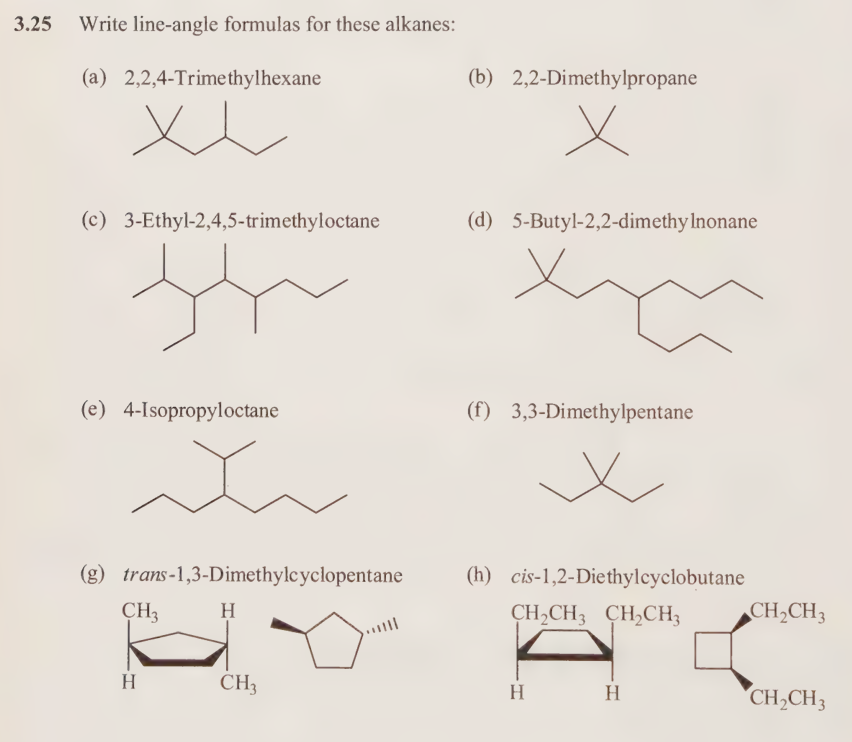 3.25 Write line-angle formulas for these alkanes:
(a) 2,2,4-Trimethylhexane
(b) 2,2-Dimethylpropane
(c) 3-Ethyl-2,4,5-trimethyloctane
(d) 5-Butyl-2,2-dimethylnonane
(e) 4-Isopropyloctane
(f) 3,3-Dimethylpentane
(g) trans-1,3-Dimethylcyclopentane
(h) cis-1,2-Diethylcyclobutane
CH₃ H
H CH₃
CH₂CH₃ CH₂CH₃
H H
CH₂CH₃
CH₂CH₃